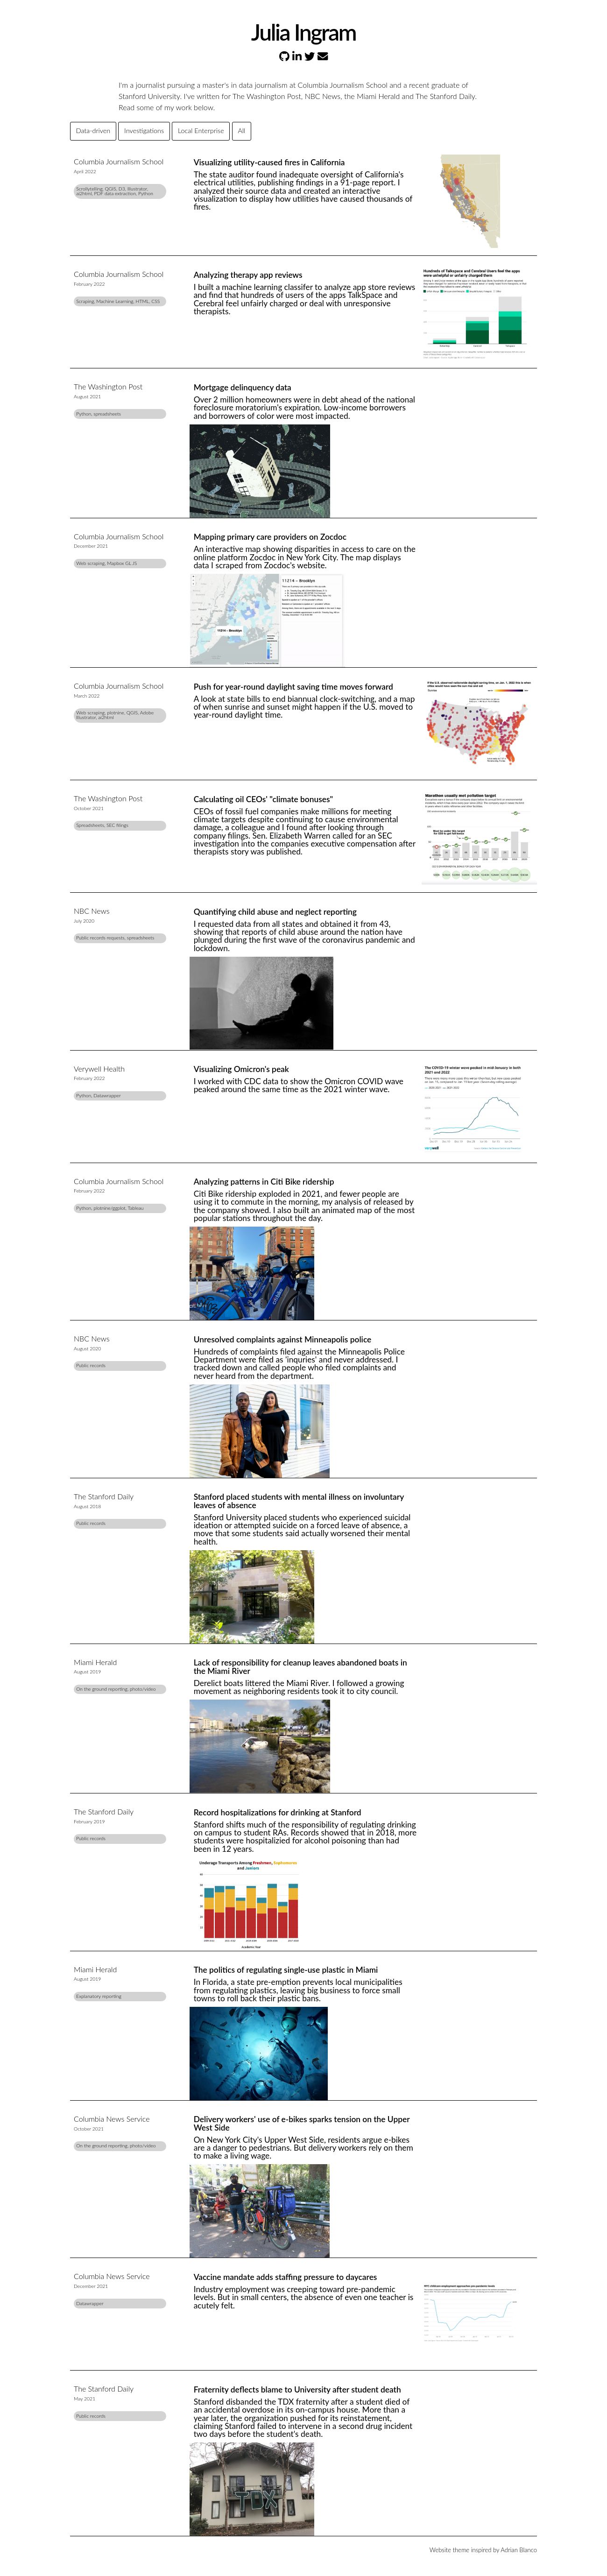 Julia Ingram
I'm a journalist pursuing a master's in data journalism at Columbia Journalism School and a recent graduate of
Stanford University. I've written for The Washington Post, NBC News, the Miami Herald and The Stanford Daily.
Read some of my work below.
Data-driven
Investigations
Local Enterprise
All
Columbia Journalism School
April 2022
Scrollytelling, QGIS, D3, Illustrator,
ai2html, PDF data extraction, Python
Visualizing utility-caused fires in California
The state auditor found inadequate oversight of California's
electrical utilities, publishing findings in a 91-page report. I
analyzed their source data and created an interactive
visualization to display how utilities have caused thousands of
fires.
Columbia Journalism School
February 2022
Scraping, Machine Learning, HTML, CSS
Analyzing therapy app reviews
I built a machine learning classifer to analyze app store reviews
and find that hundreds of users of the apps TalkSpace and
Cerebral feel unfairly charged or deal with unresponsive
therapists.
Hundreds of Talkspace and Cerebral Users feel the apps
were unhelpful or unfairly charged them
The Washington Post
August 2021
Python, spreadsheets
Mortgage delinquency data
Over 2 million homeowners were in debt ahead of the national
foreclosure moratorium's expiration. Low-income borrowers
and borrowers of color were most impacted.
Columbia Journalism School
December 2021
Web scraping, Mapbox GL JS
Mapping primary care providers on Zocdoc
An interactive map showing disparities in access to care on the
online platform Zocdoc in New York City. The map displays
data I scraped from Zocdoc's website.
11214 – Brooklyn
11214 – Brooklyn
Columbia Journalism School
March 2022
Web scraping, plotnine, QGIS, Adobe
Illustrator, ai2html
Push for year-round daylight saving time moves forward
A look at state bills to end biannual clock-switching, and a map
of when sunrise and sunset might happen if the U.S. moved to
year-round daylight time.
The Washington Post
October 2021
Spreadsheets, SEC filings
Calculating oil CEOs' "climate bonuses"
CEOs of fossil fuel companies make millions for meeting
climate targets despite continuing to cause environmental
damage, a colleague and I found after looking through
company filings. Sen. Elizabeth Warren called for an SEC
investigation into the companies executive compensation after
therapists story was published.
Marathon usually met pollution target
NBC News
July 2020
Public records requests, spreadsheets
Quantifying child abuse and neglect reporting
I requested data from all states and obtained it from 43,
showing that reports of child abuse around the nation have
plunged during the first wave of the coronavirus pandemic and
lockdown.
Verywell Health
February 2022
Python, Datawrapper
Visualizing Omicron's peak
I worked with CDC data to show the Omicron COVID wave
peaked around the same time as the 2021 winter wave.
The COVID-19 winter wave peaked in mid-January in both
2021 and 2022
Columbia Journalism School
February 2022
Python, plotnine/ggplot, Tableau
Analyzing patterns in Citi Bike ridership
Citi Bike ridership exploded in 2021, and fewer people are
using it to commute in the morning, my analysis of released by
the company showed. I also built an animated map of the most
popular stations throughout the day.
NBC News
August 2020
Public records
Unresolved complaints against Minneapolis police
Hundreds of complaints filed against the Minneapolis Police
Department were filed as 'inquries' and never addressed. I
tracked down and called people who filed complaints and
never heard from the department.
The Stanford Daily
August 2018
Public records
Stanford placed students with mental illness on involuntary
leaves of absence
Stanford University placed students who experienced suicidal
ideation or attempted suicide on a forced leave of absence, a
move that some students said actually worsened their mental
health.
Miami Herald
August 2019
On the ground reporting, photo/video
Lack of responsibility for cleanup leaves abandoned boats in
the Miami River
Derelict boats littered the Miami River. I followed a growing
movement as neighboring residents took it to city council.
The Stanford Daily
February 2019
Public records
Record hospitalizations for drinking at Stanford
Stanford shifts much of the responsibility of regulating drinking
on campus to student RAs. Records showed that in 2018, more
students were hospitalizied for alcohol poisoning than had
been in 12 years.
Underage Transports Among Freshmen, Sophomores
and Juniors
Academic Year
Miami Herald
August 2019
Explanatory reporting
The politics of regulating single-use plastic in Miami
In Florida, a state pre-emption prevents local municipalities
from regulating plastics, leaving big business to force small
towns to roll back their plastic bans.
Columbia News Service
October 2021
On the ground reporting, photo/video
Delivery workers' use of e-bikes sparks tension on the Upper
West Side
On New York City's Upper West Side, residents argue e-bikes
are a danger to pedestrians. But delivery workers rely on them
to make a living wage.
Columbia News Service
December 2021
Datawrapper
Vaccine mandate adds staffing pressure to daycares
Industry employment was creeping toward pre-pandemic
levels. But in small centers, the absence of even one teacher is
acutely felt.
The Stanford Daily
May 2021
Public records
Fraternity deflects blame to University after student death
Stanford disbanded the TDX fraternity after a student died of
an accidental overdose in its on-campus house. More than a
year later, the organization pushed for its reinstatement,
claiming Stanford failed to intervene in a second drug incident
two days before the student's death.
TDX
Website theme inspired by Adrian Blanco